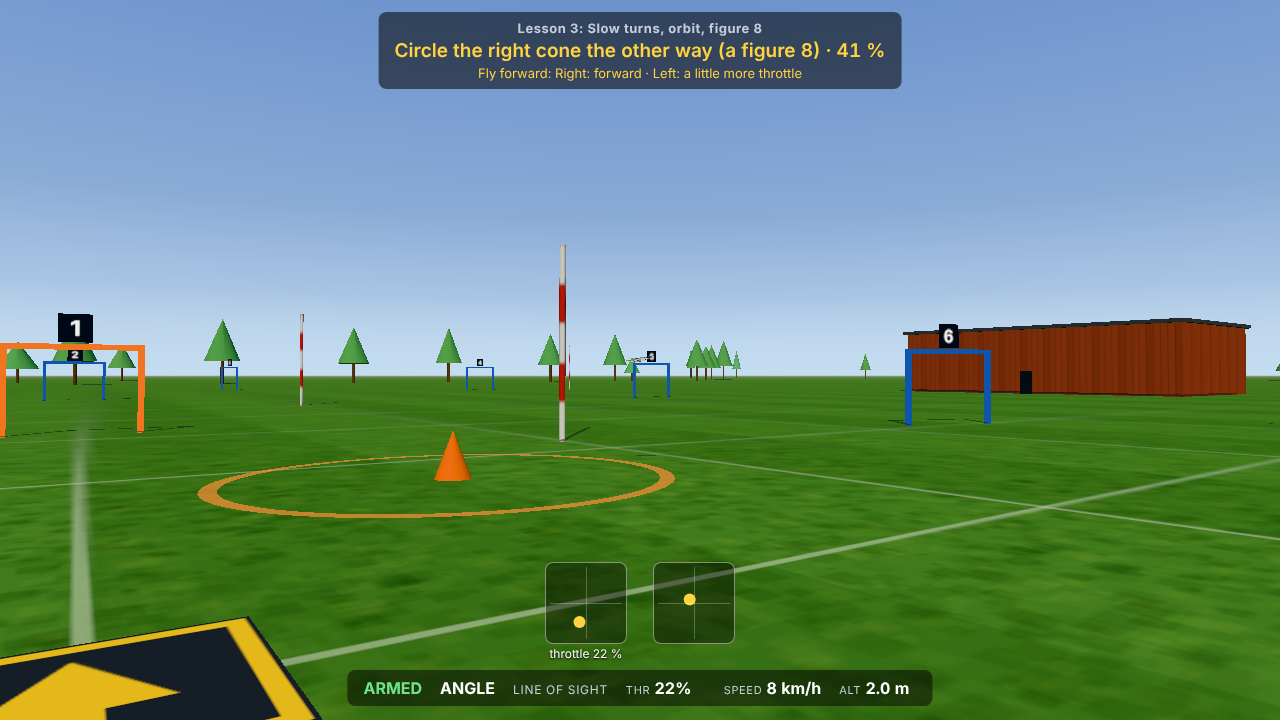 Lesson 3: Slow turns, orbit, figure 8
Circle the right cone the other way (a figure 8) · 41 %
Fly forward: Right: forward · Left: a little more throttle
1
2
4
6
throttle 22 %
ARMED ANGLE LINE OF SIGHT THR 22% SPEED 8 km/h ALT 2.0 m